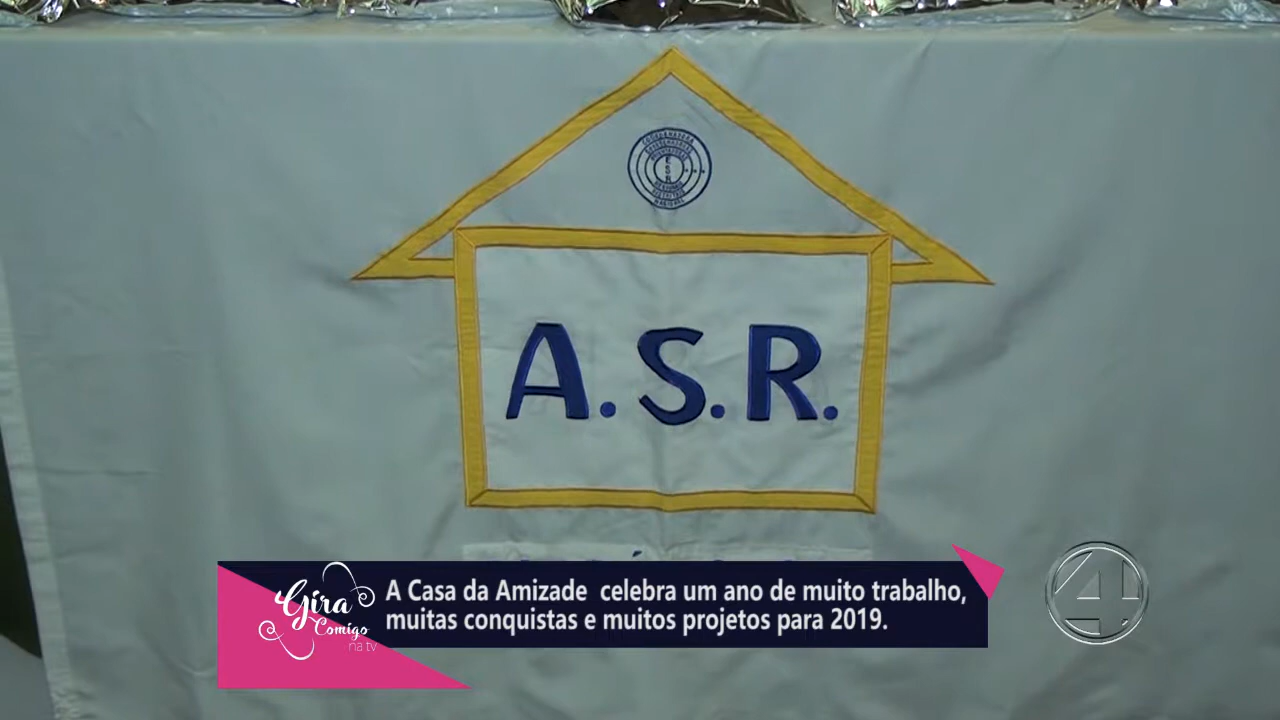 A.S.R.
A Casa da Amizade celebra um ano de muito trabalho,
muitas conquistas e muitos projetos para 2019.
Gira
Comigo
na tv
4